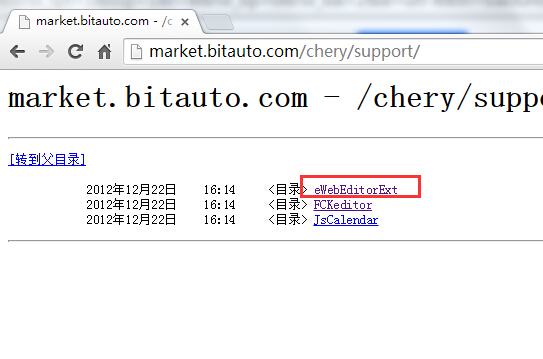 market.bitauto.com - /c
market.bitauto.com/chery/support/
market.bitauto.com - /chery/supp
[转到父目录]
2012年12月22日 16:14 <目录> eWebEditorExt
2012年12月22日 16:14 <目录> FCKeditor
2012年12月22日 16:14 <目录> JsCalendar